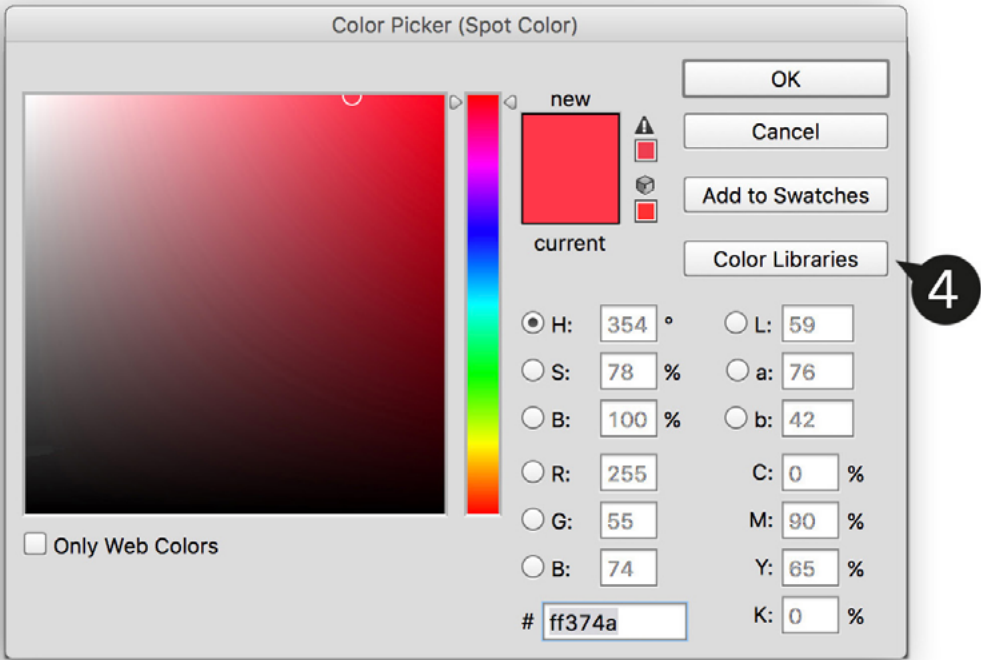 Color Picker (Spot Color)
OK
new
Cancel
Add to Swatches
current
Color Libraries
4
H: 354 ° L: 59
S: 78 % a: 76
B: 100 % b: 42
R: 255 C: 0 %
G: 55 M: 90 %
B: 74 Y: 65 %
# ff374a K: 0 %
Only Web Colors